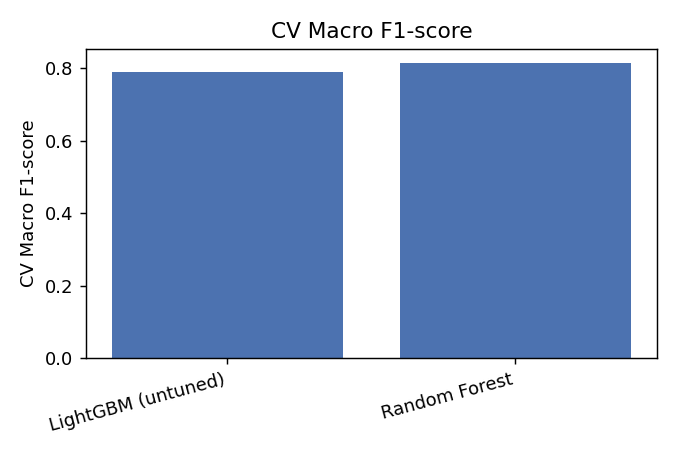 CV Macro F1-score
CV Macro F1-score
0.8
0.6
0.4
0.2
0.0
LightGBM (untuned)
Random Forest